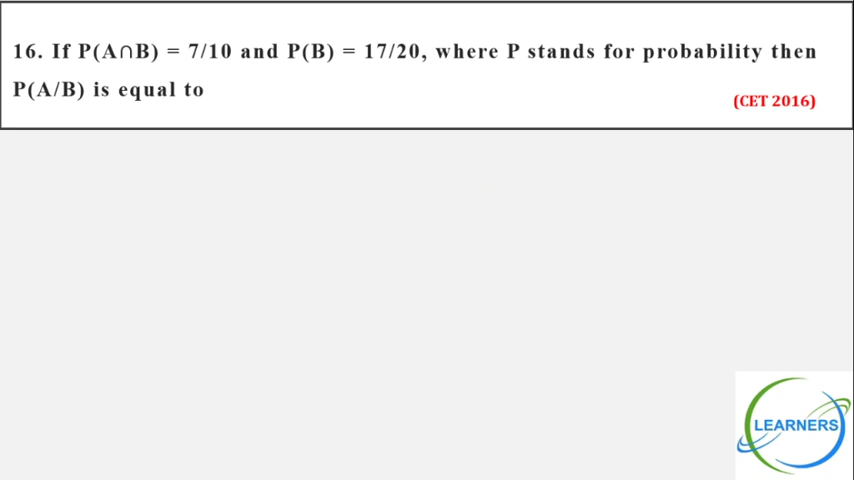 16. If P(A∩B) = 7/10 and P(B) = 17/20, where P stands for probability then
P(A/B) is equal to
(CET 2016)
LEARNERS